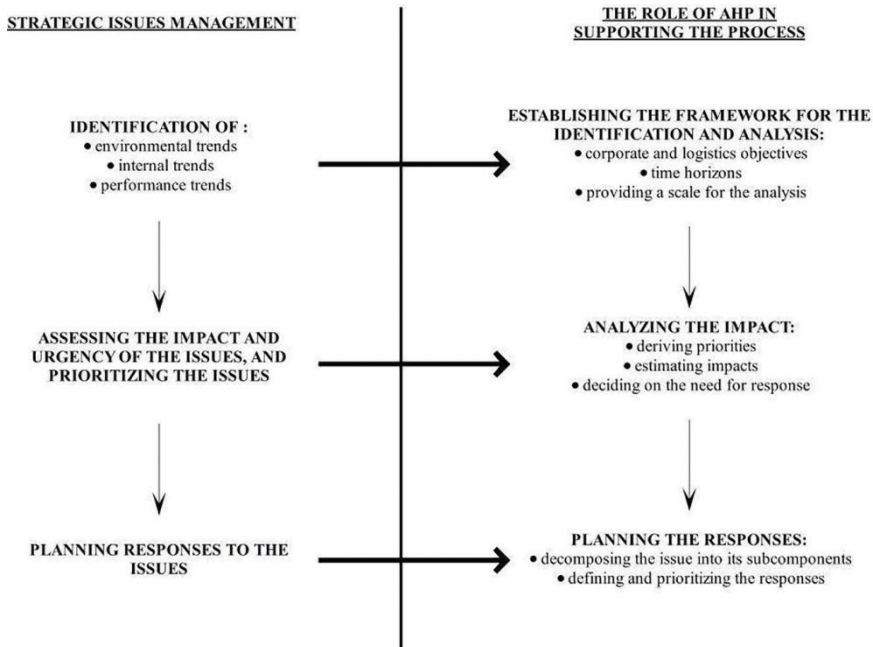 STRATEGIC ISSUES MANAGEMENT
IDENTIFICATION OF :
• environmental trends
• internal trends
• performance trends
ASSESSING THE IMPACT AND
URGENCY OF THE ISSUES, AND
PRIORITIZING THE ISSUES
PLANNING RESPONSES TO THE
ISSUES
THE ROLE OF AHP IN
SUPPORTING THE PROCESS
ESTABLISHING THE FRAMEWORK FOR THE
IDENTIFICATION AND ANALYSIS:
• corporate and logistics objectives
• time horizons
• providing a scale for the analysis
ANALYZING THE IMPACT:
• deriving priorities
• estimating impacts
• deciding on the need for response
PLANNING THE RESPONSES:
• decomposing the issue into its subcomponents
• defining and prioritizing the responses